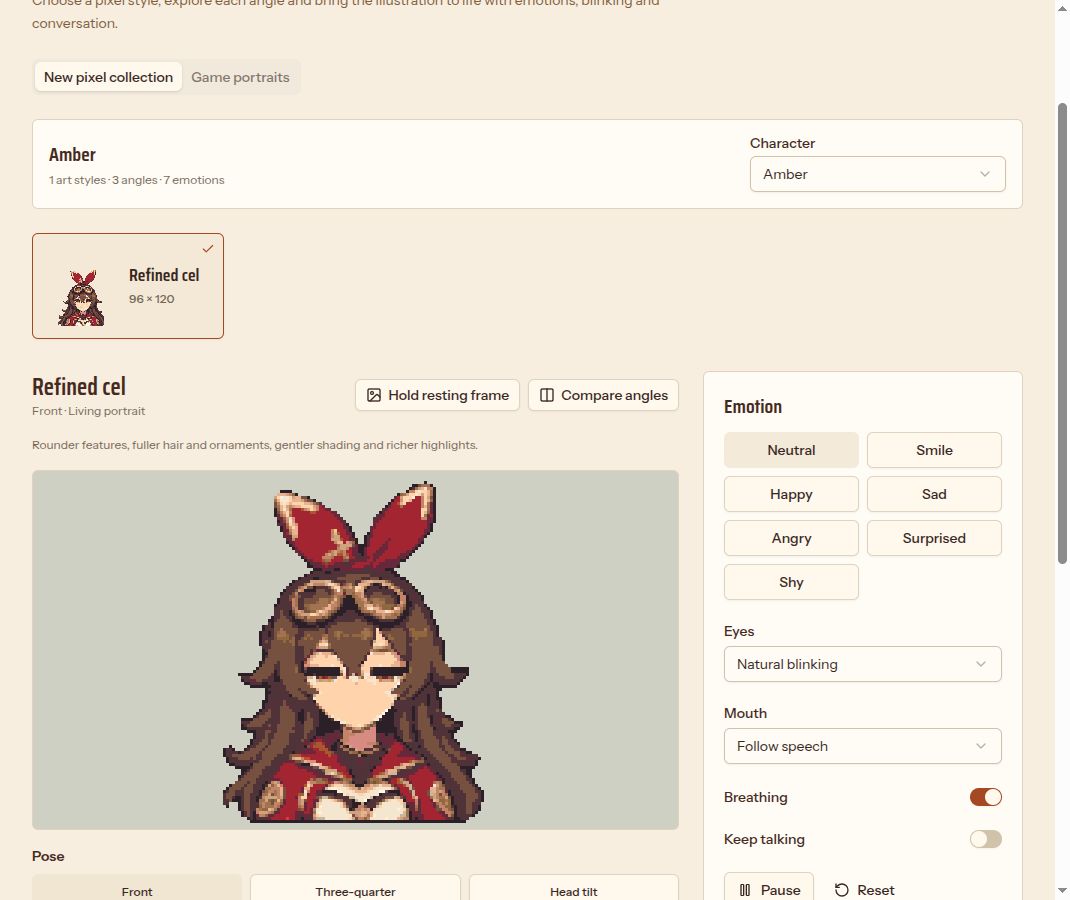 Choose a pixel style, explore each angle and bring the illustration to life with emotions, blinking and
conversation.
New pixel collection
Game portraits
Amber
1 art styles · 3 angles · 7 emotions
Character
Amber
Refined cel
96 × 120
Refined cel
Front · Living portrait
Hold resting frame
Compare angles
Rounder features, fuller hair and ornaments, gentler shading and richer highlights.
Pose
Front
Three-quarter
Head tilt
Emotion
Neutral
Smile
Happy
Sad
Angry
Surprised
Shy
Eyes
Natural blinking
Mouth
Follow speech
Breathing
Keep talking
Pause
Reset